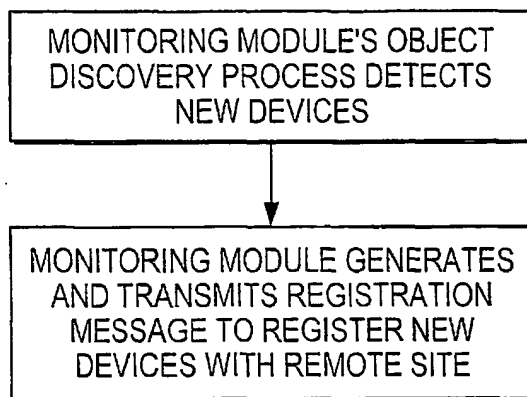 MONITORING MODULE'S OBJECT
DISCOVERY PROCESS DETECTS
NEW DEVICES
MONITORING MODULE GENERATES
AND TRANSMITS REGISTRATION
MESSAGE TO REGISTER NEW
DEVICES WITH REMOTE SITE